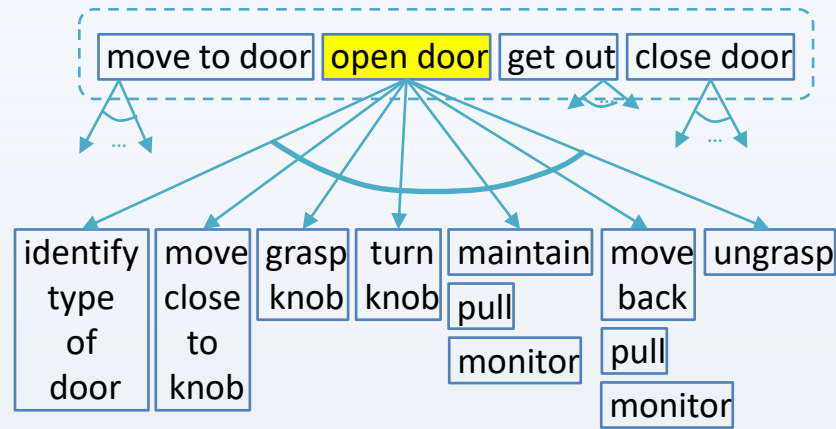 move to door
open door
get out
close door
...
...
...
identify
type
of
door
move
close
to
knob
grasp
knob
turn
knob
maintain
pull
monitor
move
back
pull
monitor
ungrasp